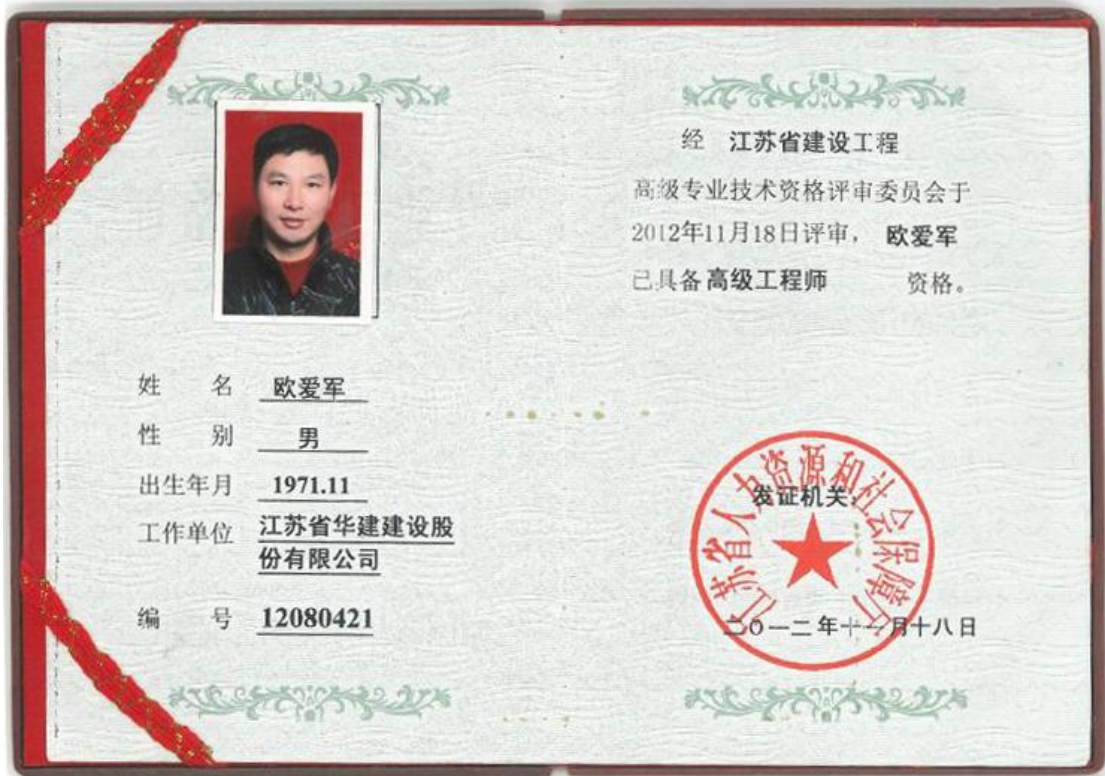 姓 名 欧爱军
性 别 男
出生年月 1971.11
工作单位 江苏省华建建设股
份有限公司
编 号 12080421
经 江苏省建设工程
高级专业技术资格评审委员会于
2012年11月18日评审， 欧爱军
已具备 高级工程师 资格。
江苏省人力资源和社会保障厅
发证机关：
二〇一二年十一月十八日